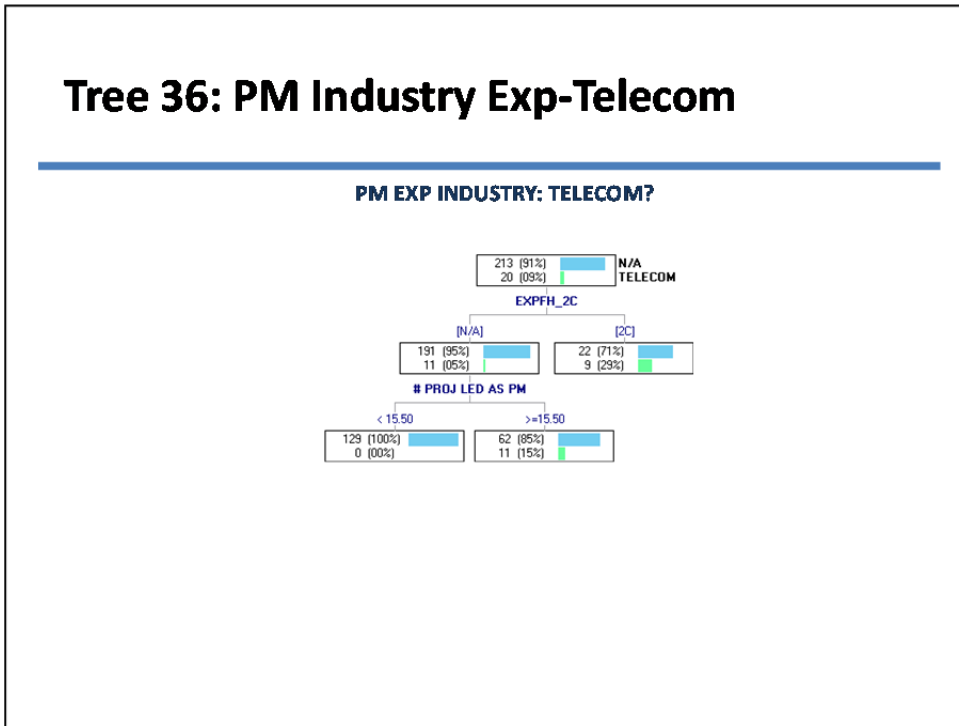 Tree 36: PM Industry Exp-Telecom
PM EXP INDUSTRY: TELECOM?
213 (91%) N/A
20 (09%) TELECOM
EXPFH_2C
[N/A] [2C]
191 (95%) 22 (71%)
11 (05%) 9 (29%)
# PROJ LED AS PM
< 15.50 >=15.50
129 (100%) 62 (85%)
0 (00%) 11 (15%)